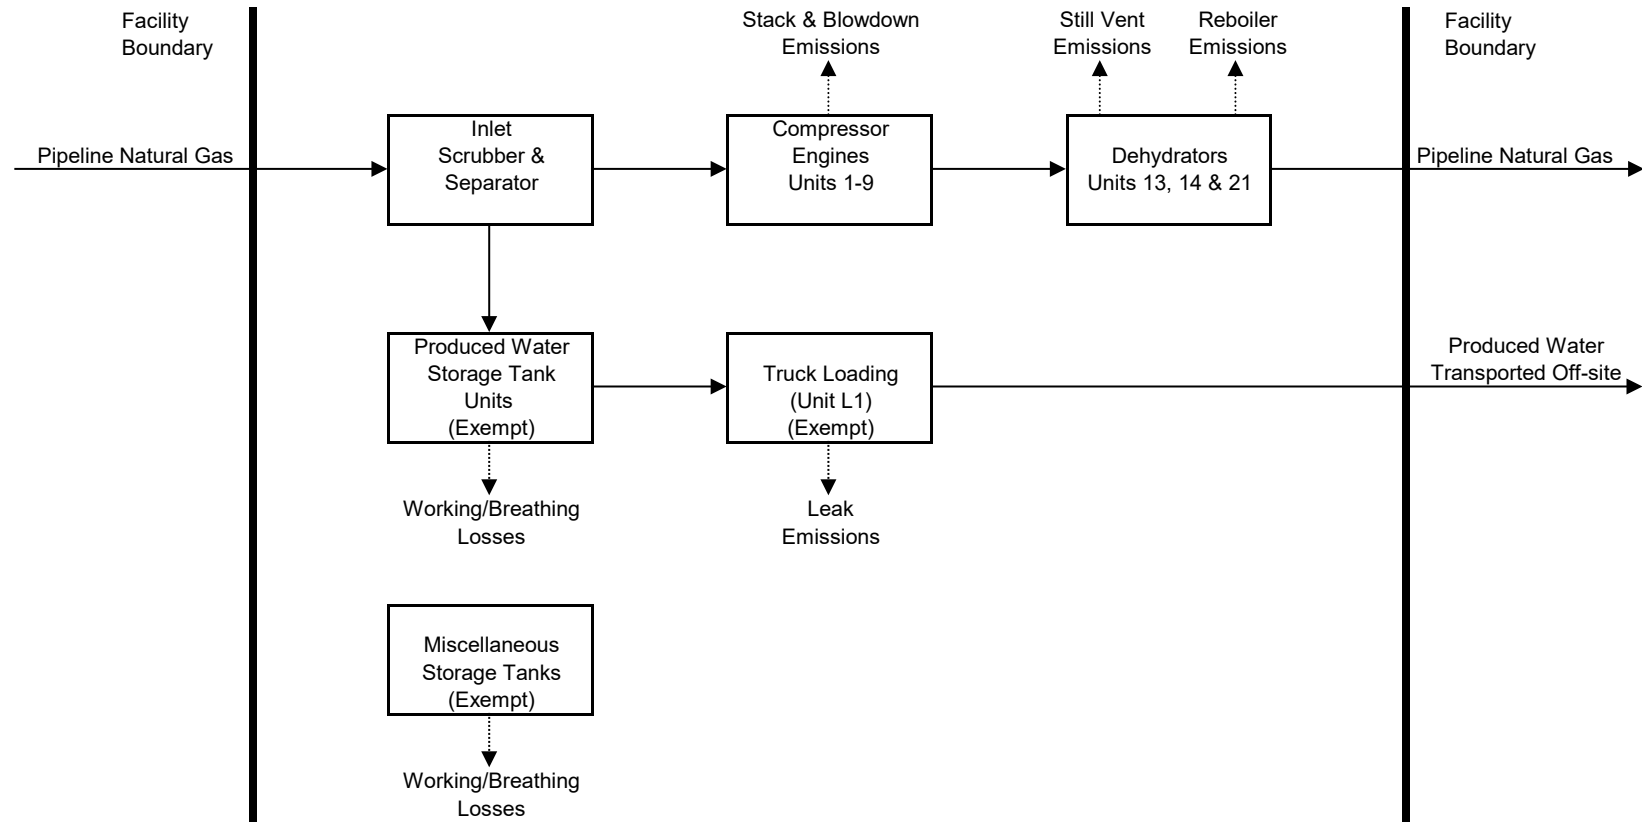 Facility
Boundary
Stack & Blowdown
Emissions
Still Vent
Emissions
Reboiler
Emissions
Facility
Boundary
Pipeline Natural Gas
Inlet
Scrubber &
Separator
Compressor
Engines
Units 1-9
Dehydrators
Units 13, 14 & 21
Pipeline Natural Gas
Produced Water
Storage Tank
Units
(Exempt)
Truck Loading
(Unit L1)
(Exempt)
Produced Water
Transported Off-site
Working/Breathing
Losses
Leak
Emissions
Miscellaneous
Storage Tanks
(Exempt)
Working/Breathing
Losses